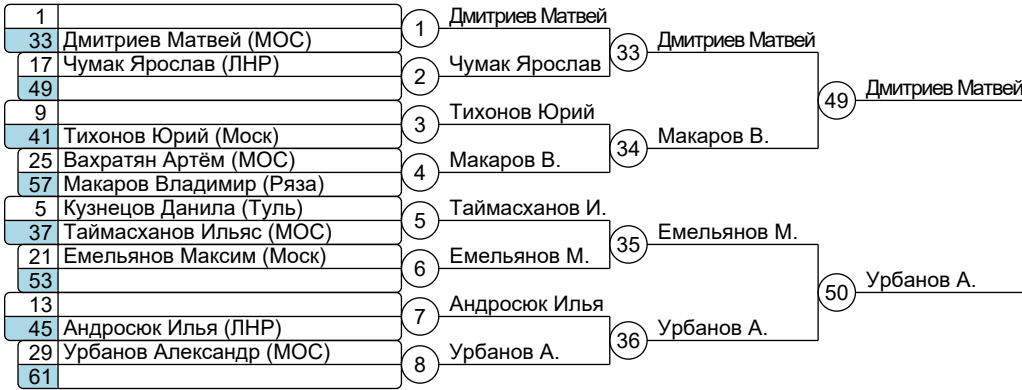 1
33 Дмитриев Матвей (МОС)
17 Чумак Ярослав (ЛНР)
49
9
41 Тихонов Юрий (Моск)
25 Вахратян Артём (МОС)
57 Макаров Владимир (Ряза)
5 Кузнецов Данила (Туль)
37 Таймасханов Ильяс (МОС)
21 Емельянов Максим (Моск)
53
13
45 Андросюк Илья (ЛНР)
29 Урбанов Александр (МОС)
61
1 Дмитриев Матвей
2 Чумак Ярослав
3 Тихонов Юрий
4 Макаров В.
5 Таймасханов И.
6 Емельянов М.
7 Андросюк Илья
8 Урбанов А.
33 Дмитриев Матвей
34 Макаров В.
35 Емельянов М.
36 Урбанов А.
49 Дмитриев Матвей
50 Урбанов А.